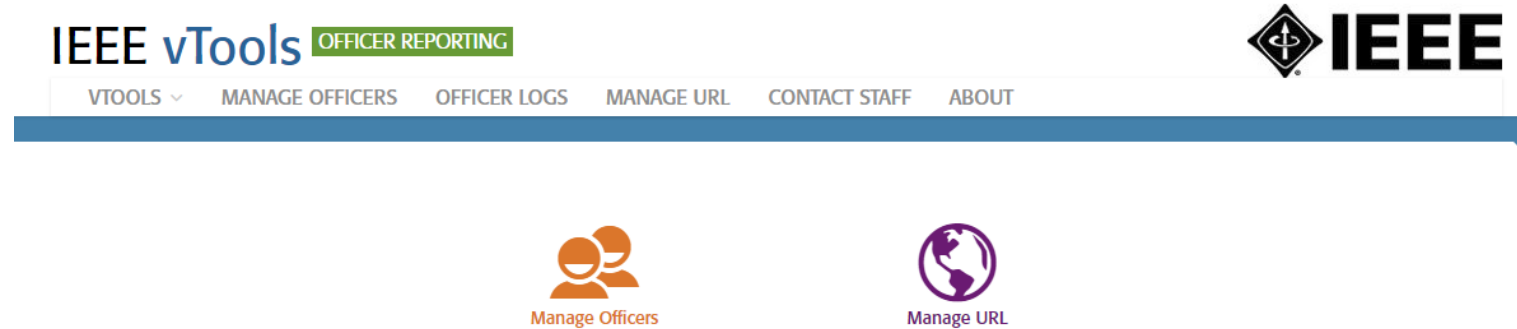 IEEE vTools OFFICER REPORTING
IEEE
VTOOLS MANAGE OFFICERS OFFICER LOGS MANAGE URL CONTACT STAFF ABOUT
Manage Officers Manage URL